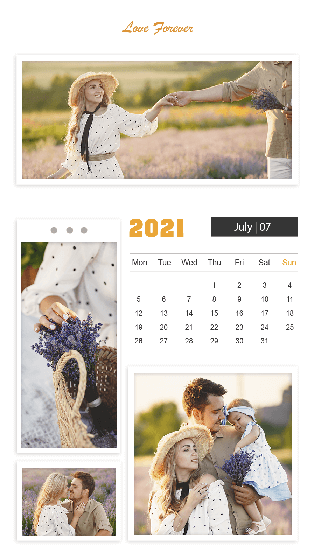 Love Forever
2021
July | 07
Mon Tue Wed Thu Fri Sat Sun
1 2 3 4
5 6 7 8 9 10 11
12 13 14 15 16 17 18
19 20 21 22 23 24 25
26 27 28 29 30 31